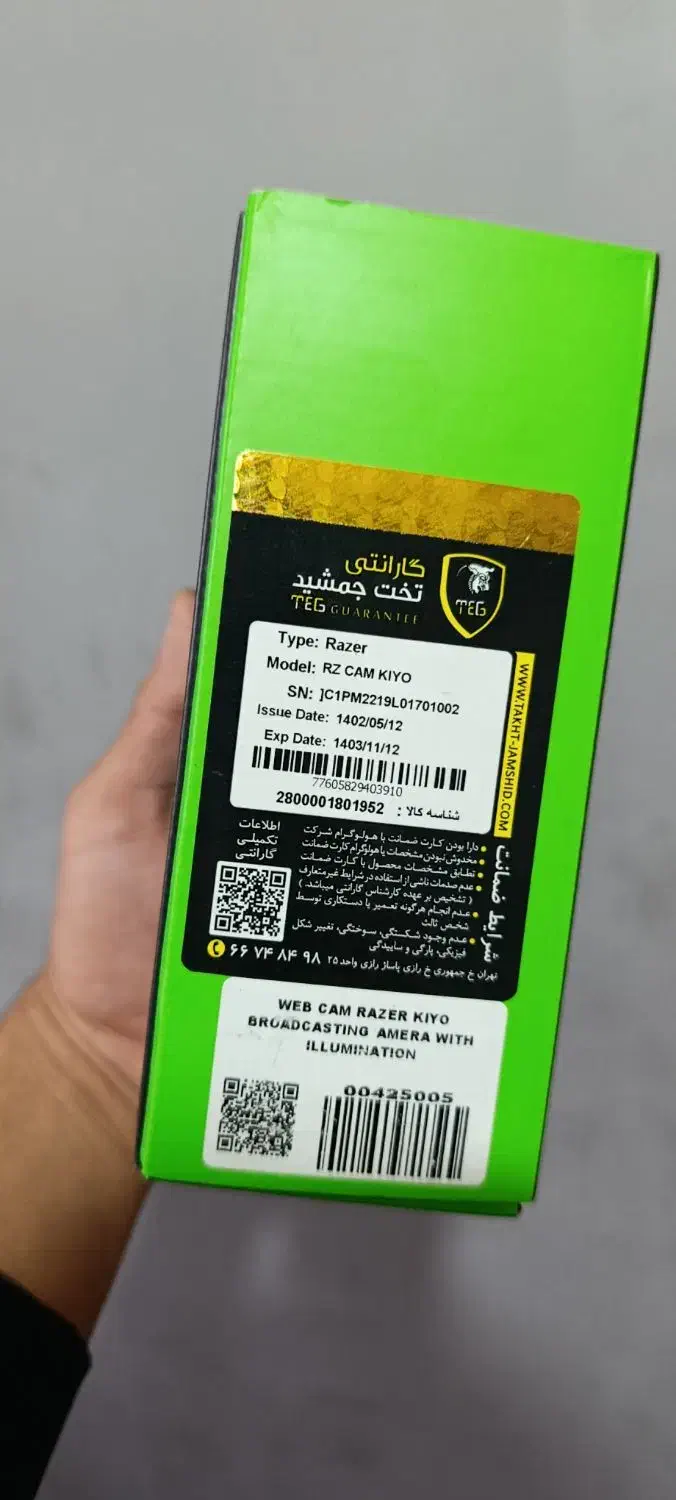 گارانتی
تخت جمشید
TEG GUARANTEE
TEG
Type: Razer
Model: RZ CAM KIYO
SN: ]C1PM2219L01701002
Issue Date: 1402/05/12
Exp Date: 1403/11/12
77605829403910
شناسه کالا : 2800001801952
WWW.TAKHT-JAMSHID.COM
شرایط ضمانت
• دارا بودن کارت ضمانت با هولوگرام شرکت
• مخدوش نبودن مشخصات یا هولوگرام کارت ضمانت
• تطابق مشخصات محصول با کارت ضمانت
• عدم صدمات ناشی از استفاده در شرایط غیرمتعارف
( تشخیص بر عهده کارشناس گارانتی میباشد. )
• عدم انجام هرگونه تعمیر یا دستکاری توسط
شخص ثالث
• عدم وجود شکستگی، سوختگی، تغییر شکل
فیزیکی، پارگی و ساییدگی
اطلاعات
تکمیلی
گارانتی
تهران خ جمهوری خ رازی پاساژ رازی واحد ۲۵
۶۶ ۷۴ ۸۴ ۹۸
WEB CAM RAZER KIYO
BROADCASTING AMERA WITH
ILLUMINATION
00425005